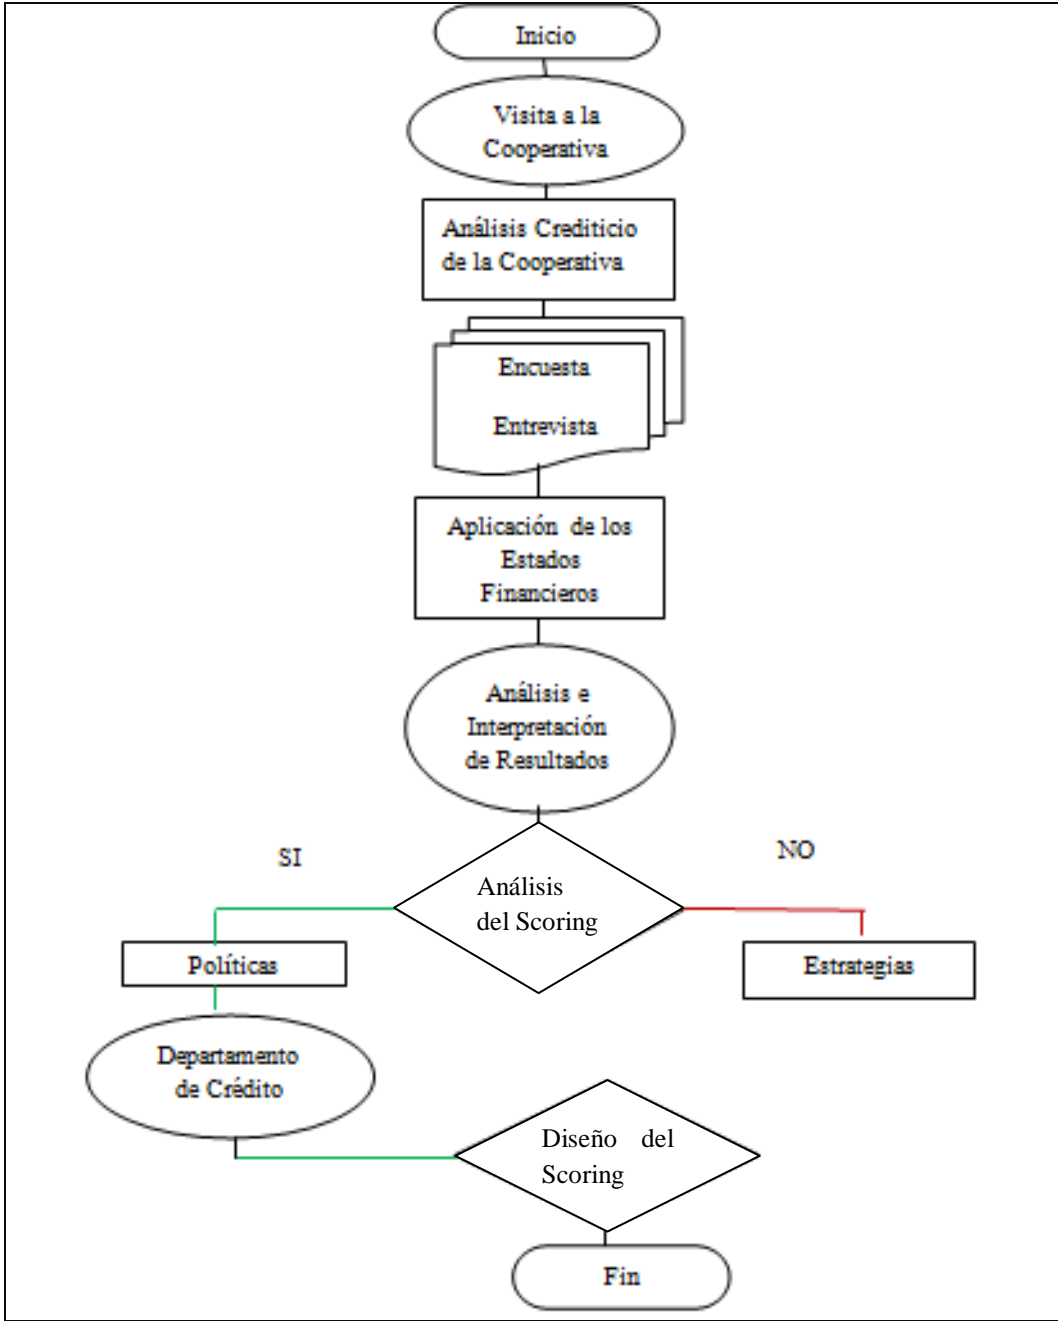 Inicio
Visita a la
Cooperativa
Análisis Crediticio
de la Cooperativa
Encuesta
Entrevista
Aplicación de los
Estados
Financieros
Análisis e
Interpretación
de Resultados
SI
NO
Análisis
del Scoring
Políticas
Estrategias
Departamento
de Crédito
Diseño del
Scoring
Fin